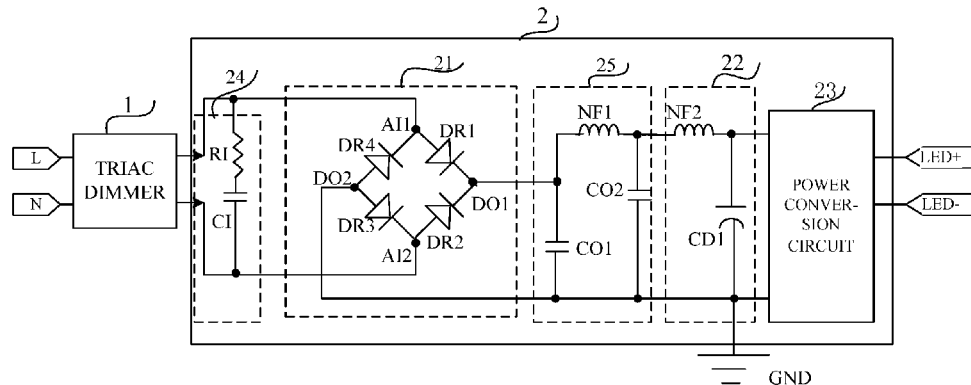 2
21
22
24
25
1
23
NF1
NF2
AI1
DR1
L
TRIAC
DIMMER
RI
DR4
LED+
DO2
CO2
DO1
POWER
CONVER-
SION
CIRCUIT
N
LED-
CI
DR3
DR2
CD1
AI2
CO1
GND